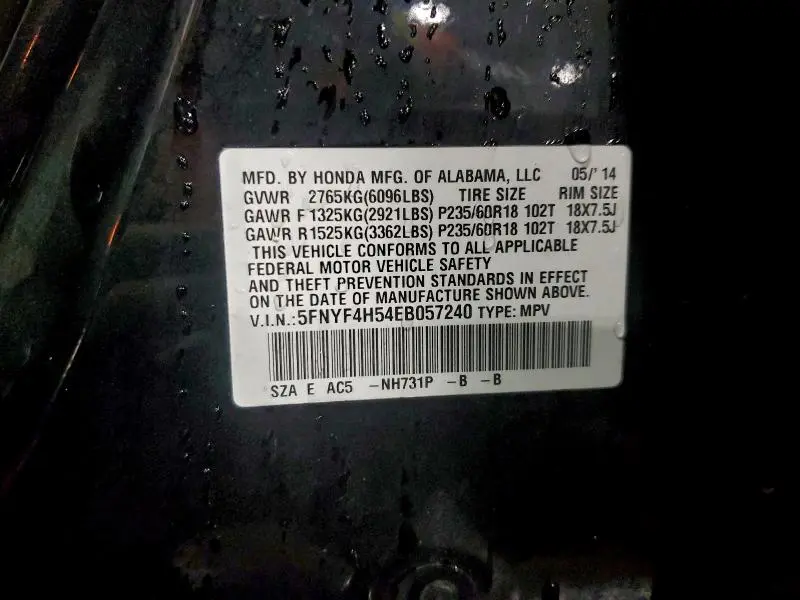 MFD. BY HONDA MFG. OF ALABAMA, LLC 05/'14
GVWR 2765KG(6096LBS) TIRE SIZE RIM SIZE
GAWR F 1325KG(2921LBS) P235/60R18 102T 18X7.5J
GAWR R 1525KG(3362LBS) P235/60R18 102T 18X7.5J
THIS VEHICLE CONFORMS TO ALL APPLICABLE
FEDERAL MOTOR VEHICLE SAFETY
AND THEFT PREVENTION STANDARDS IN EFFECT
ON THE DATE OF MANUFACTURE SHOWN ABOVE.
V.I.N.:5FNYF4H54EB057240 TYPE: MPV
SZA E AC5 -NH731P -B -B